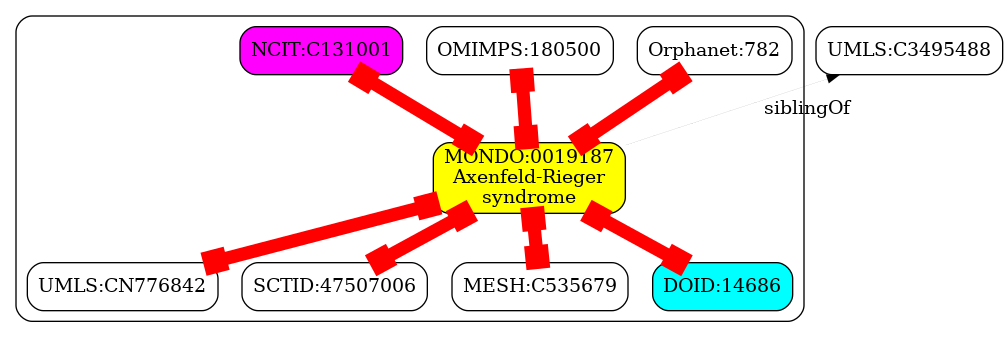 NCIT:C131001
OMIMPS:180500
Orphanet:782
UMLS:C3495488
siblingOf
MONDO:0019187
Axenfeld-Rieger
syndrome
UMLS:CN776842
SCTID:47507006
MESH:C535679
DOID:14686